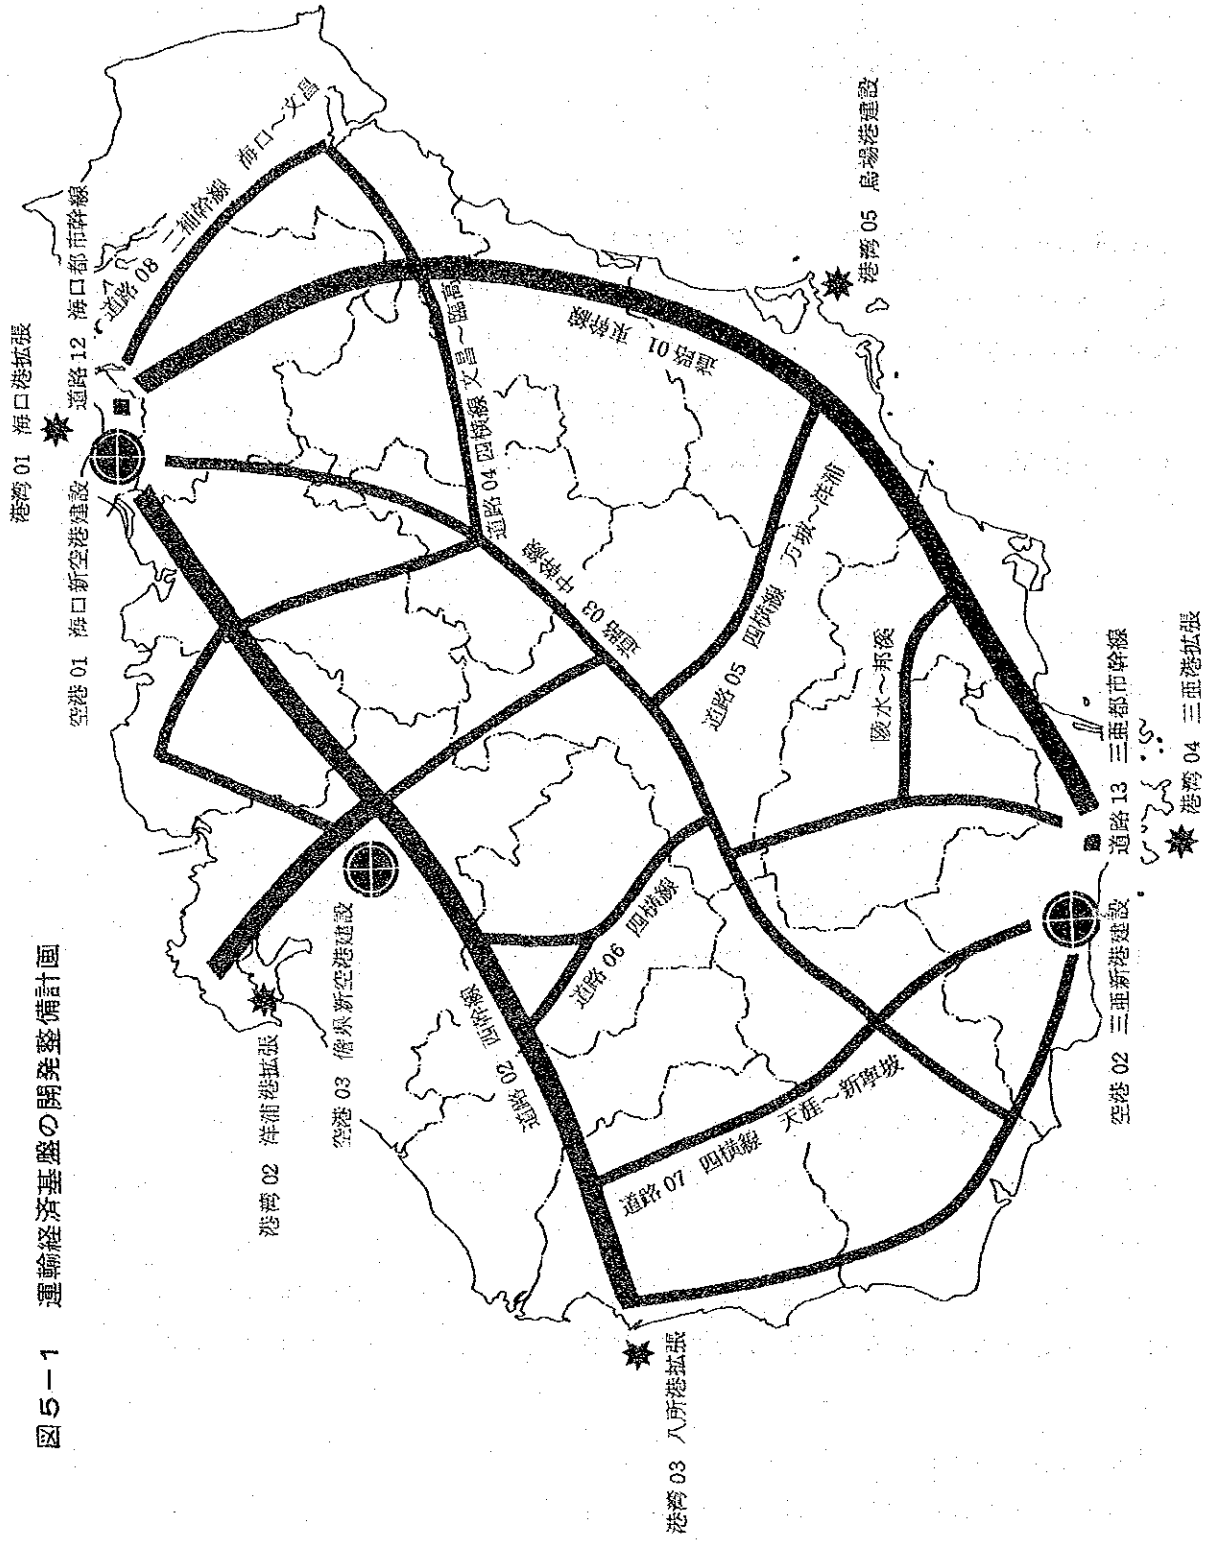 図5-1 運輸経済基盤の開発整備計画
港湾 01 海口港拡張
道路 12 海口都市幹線
空港 01 海口新空港建設
道路 08 三補幹線 海口～文昌
道路 04 四横線 文昌～臨高
道路 01 東幹線
港湾 05 烏場港建設
道路 03 中幹線
道路 05 四横線 万城～洋浦
陵水～邦溪
道路 13 三亜都市幹線
港湾 04 三亜港拡張
空港 02 三亜新港建設
道路 06 四横線
空港 03 儋県新空港建設
港湾 02 洋浦港拡張
道路 02 西幹線
道路 07 四横線 天涯～新寧坡
港湾 03 八所港拡張